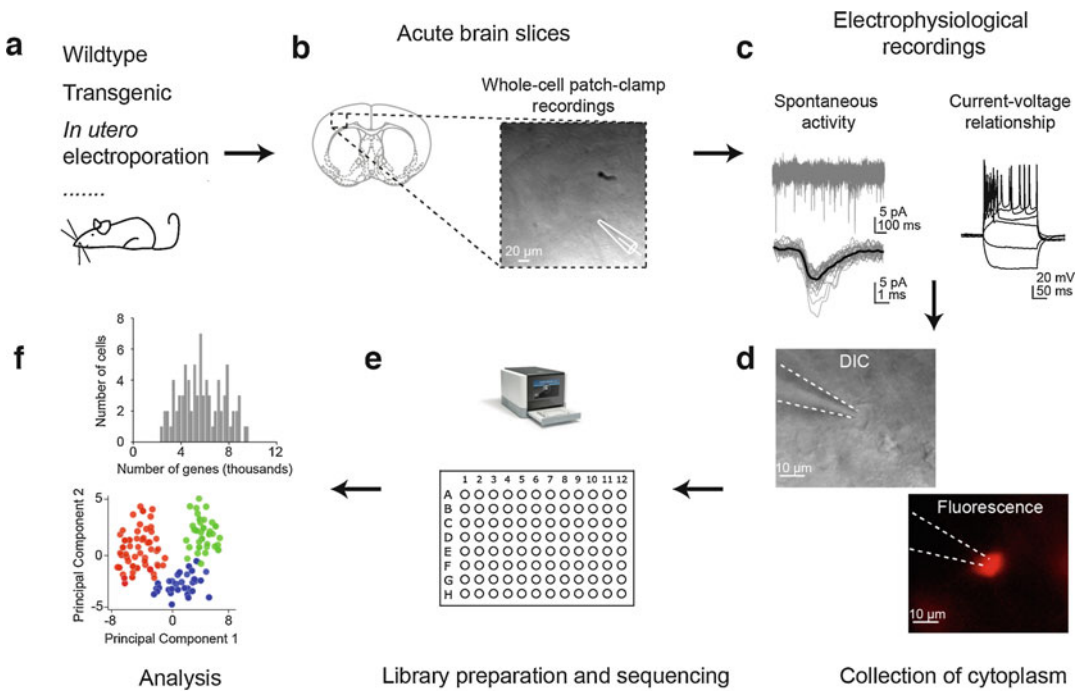 a
Wildtype
Transgenic
In utero
electroporation
.......
b
Acute brain slices
Whole-cell patch-clamp
recordings
20 µm
Electrophysiological
recordings
c
Spontaneous
activity
Current-voltage
relationship
5 pA
100 ms
5 pA
1 ms
20 mV
50 ms
d
DIC
10 µm
Fluorescence
10 µm
Collection of cytoplasm
e
1 2 3 4 5 6 7 8 9 10 11 12
A
B
C
D
E
F
G
H
Library preparation and sequencing
f
Number of cells
8
6
4
2
0
4 8 12
Number of genes (thousands)
Principal Component 2
5
0
-5
-8 0 8
Principal Component 1
Analysis